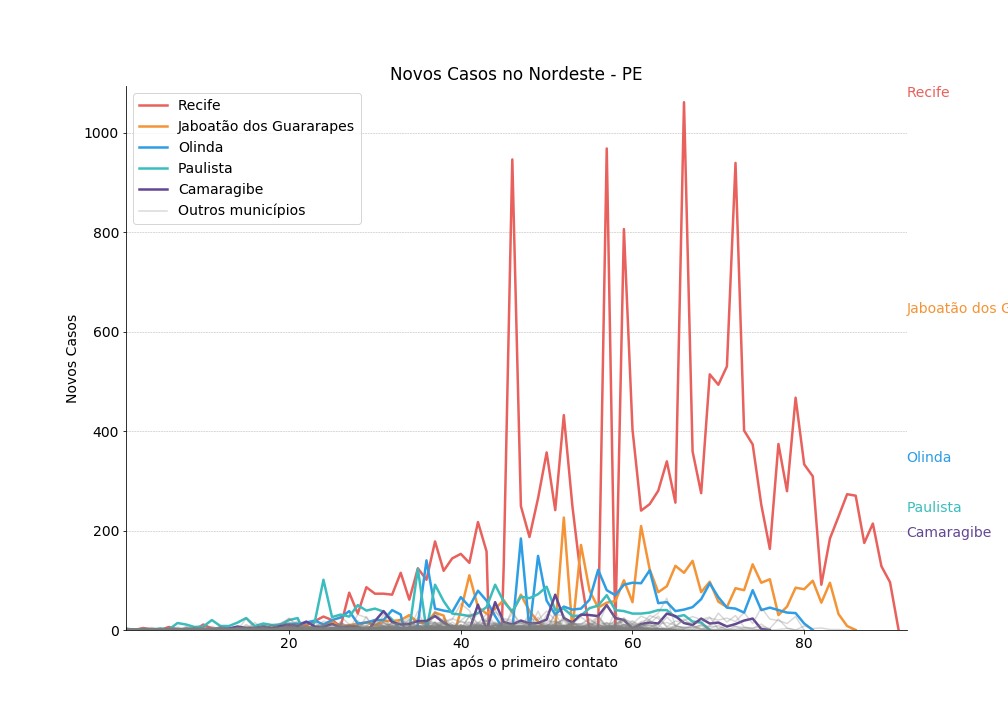 Novos Casos no Nordeste - PE
Recife
Jaboatão dos Guararapes
Olinda
Paulista
Camaragibe
Outros municípios
Novos Casos
1000
800
600
400
200
0
20
40
60
80
Dias após o primeiro contato
Recife
Jaboatão dos G
Olinda
Paulista
Camaragibe